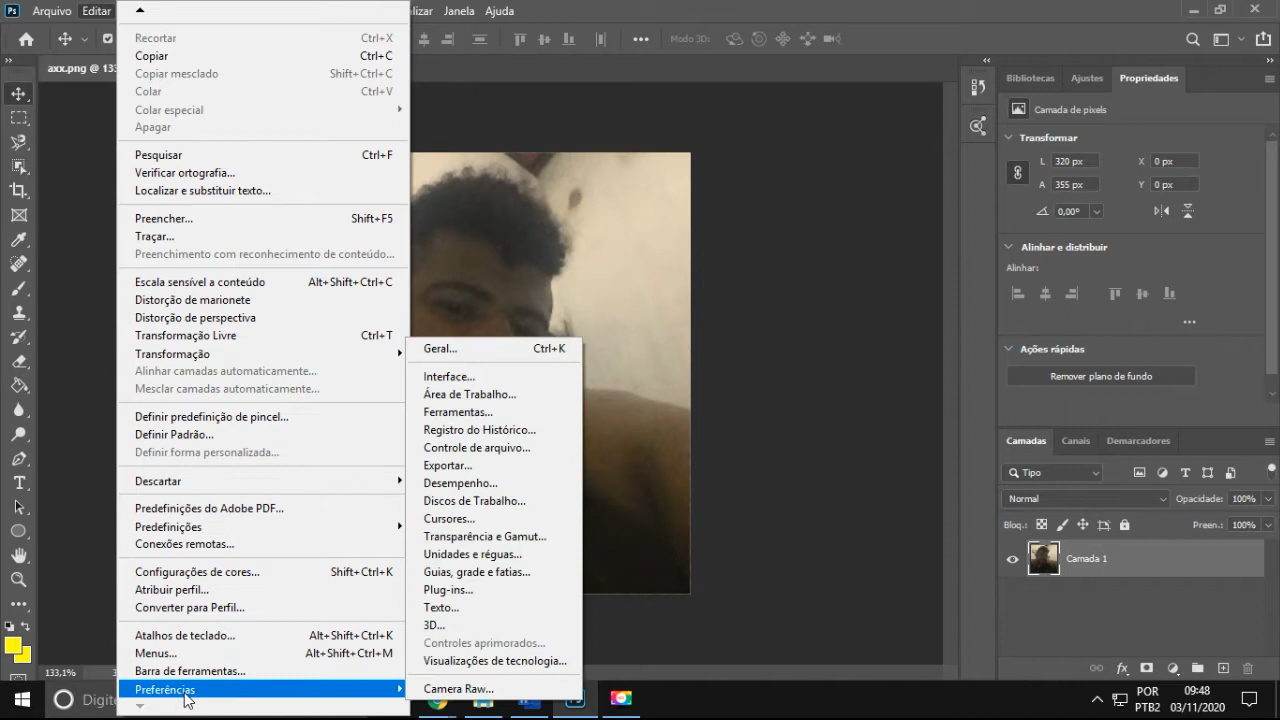 Ps Arquivo Editar elizar Janela Ajuda
Modo 3D:
axx.png @ 133
Recortar Ctrl+X
Copiar Ctrl+C
Copiar mesclado Shift+Ctrl+C
Colar Ctrl+V
Colar especial
Apagar
Pesquisar Ctrl+F
Verificar ortografia...
Localizar e substituir texto...
Preencher... Shift+F5
Traçar...
Preenchimento com reconhecimento de conteúdo...
Escala sensível a conteúdo Alt+Shift+Ctrl+C
Distorção de marionete
Distorção de perspectiva
Transformação Livre Ctrl+T
Transformação
Alinhar camadas automaticamente...
Mesclar camadas automaticamente...
Definir predefinição de pincel...
Definir Padrão...
Definir forma personalizada...
Descartar
Predefinições do Adobe PDF...
Predefinições
Conexões remotas...
Configurações de cores... Shift+Ctrl+K
Atribuir perfil...
Converter para Perfil...
Atalhos de teclado... Alt+Shift+Ctrl+K
Menus... Alt+Shift+Ctrl+M
Barra de ferramentas...
Preferências
Geral... Ctrl+K
Interface...
Área de Trabalho...
Ferramentas...
Registro do Histórico...
Controle de arquivo...
Exportar...
Desempenho...
Discos de Trabalho...
Cursores...
Transparência e Gamut...
Unidades e réguas...
Guias, grade e fatias...
Plug-ins...
Texto...
3D...
Controles aprimorados...
Visualizações de tecnologia...
Camera Raw...
Bibliotecas Ajustes Propriedades
Camada de pixels
Transformar
L 320 px X 0 px
A 355 px Y 0 px
0,00°
Alinhar e distribuir
Alinhar:
Ações rápidas
Remover plano de fundo
Camadas Canais Demarcadores
Tipo
Normal Opacidade: 100%
Bloq.: Preen.: 100%
Camada 1
133,1%
Digite
POR
PTB2
09:48
03/11/2020